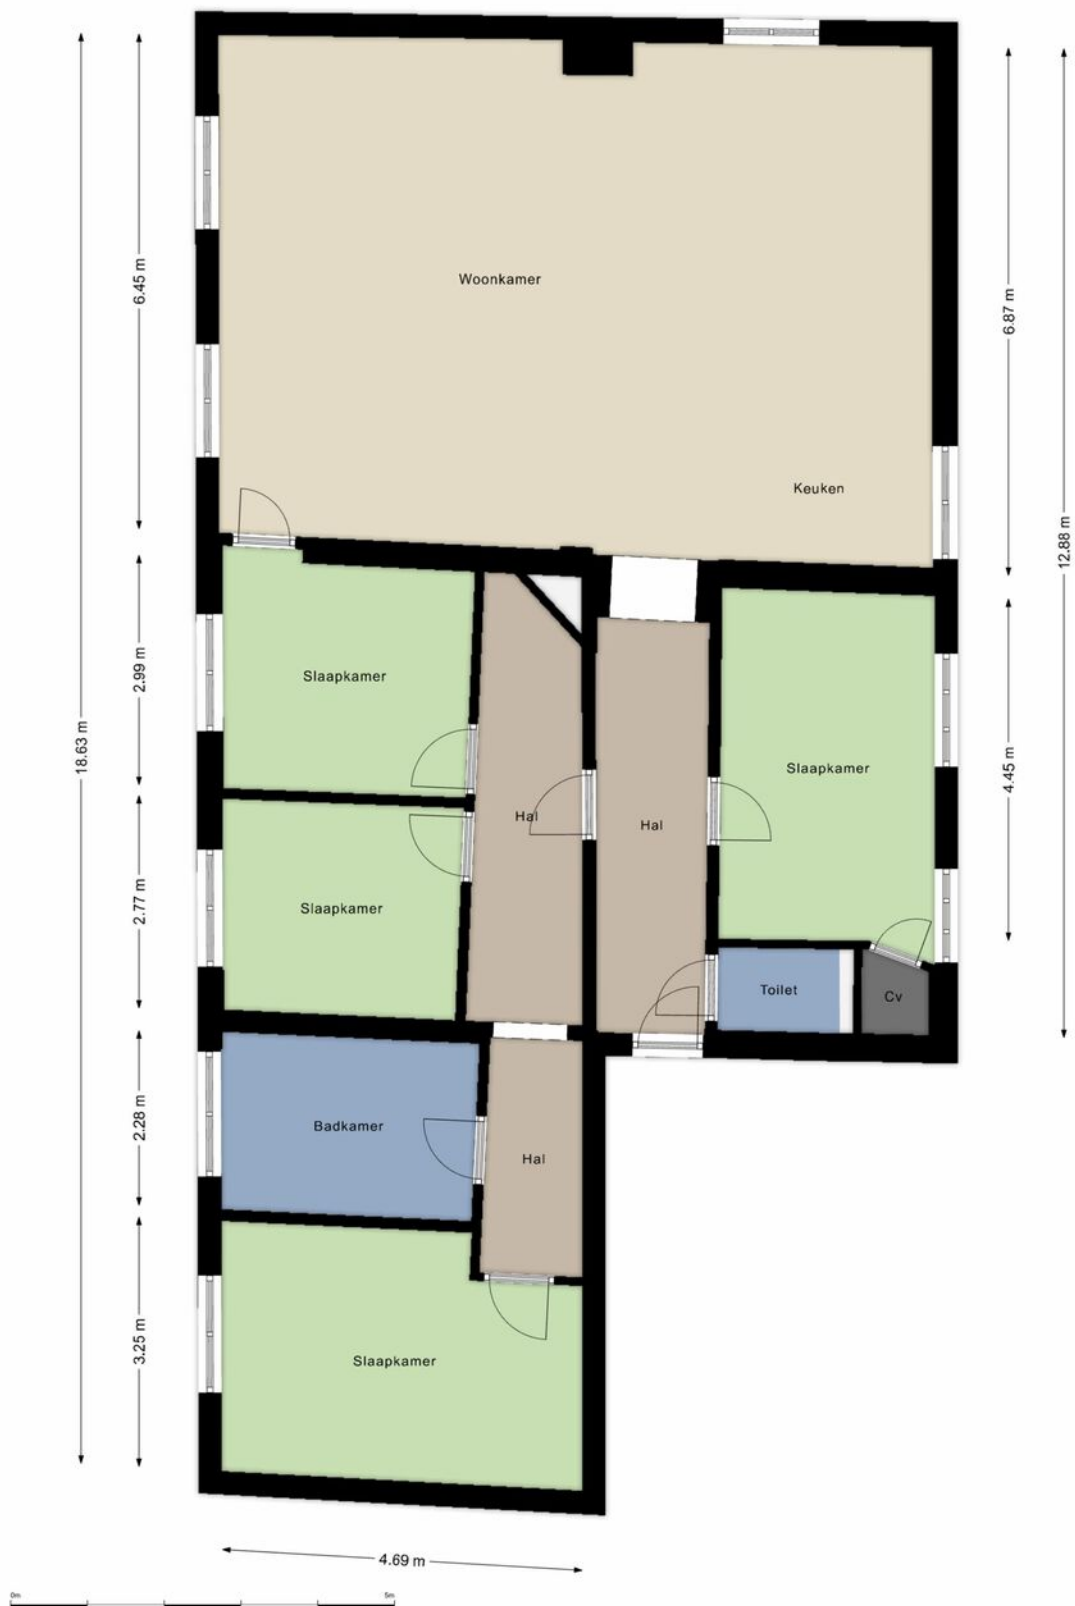 Woonkamer
6.45 m
6.87 m
Keuken
12.88 m
2.99 m
Slaapkamer
18.63 m
Slaapkamer
4.45 m
Hal
Hal
2.77 m
Slaapkamer
Toilet
Cv
2.28 m
Badkamer
Hal
3.25 m
Slaapkamer
4.69 m
0m
5m